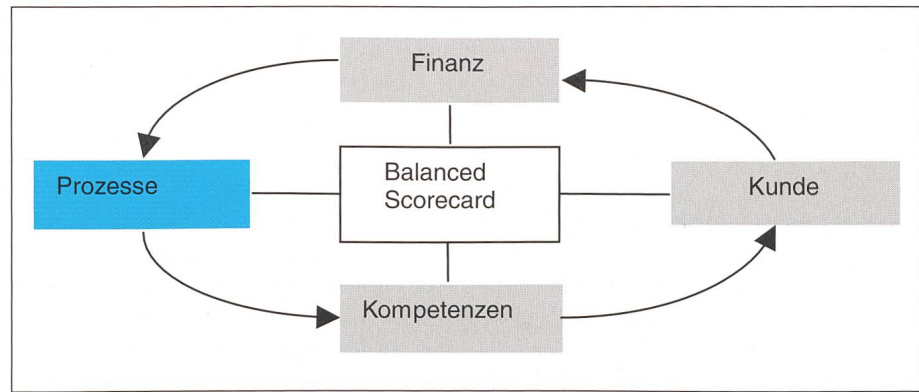 Finanz
Prozesse
Balanced
Scorecard
Kunde
Kompetenzen